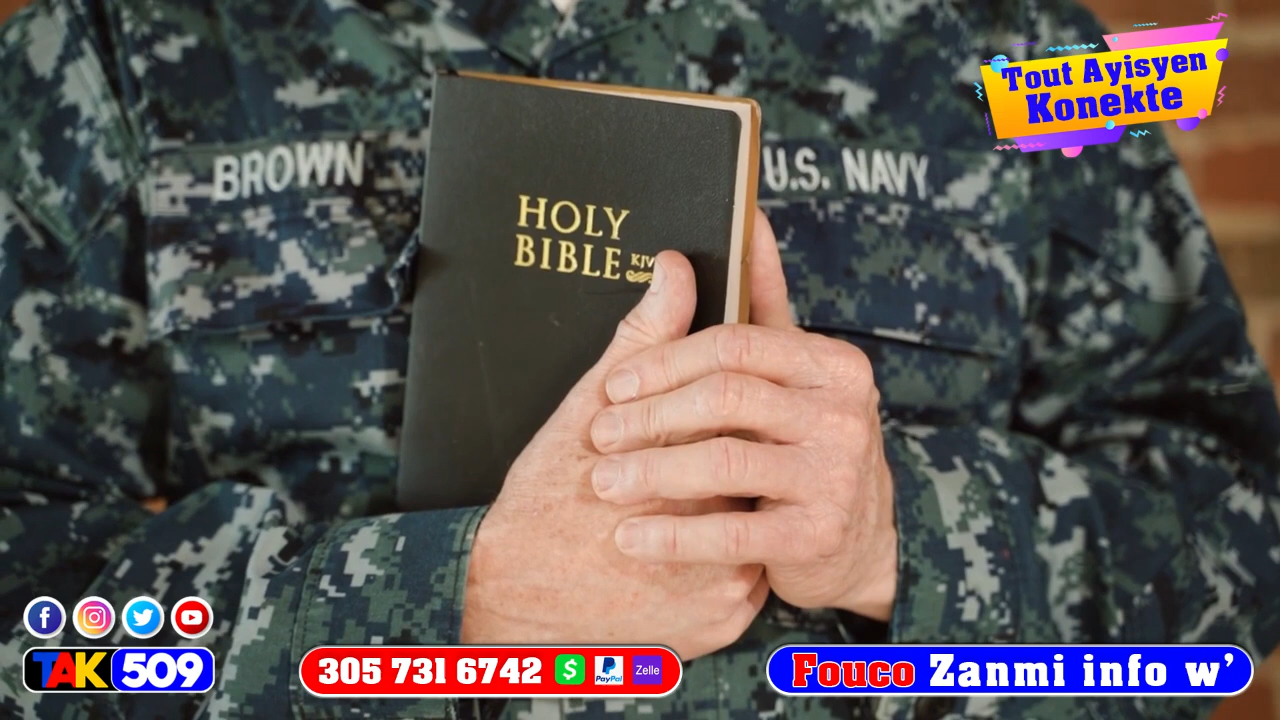 Tout Ayisyen
Konekte
BROWN
U.S. NAVY
HOLY
BIBLE KJV
TAK 509
305 731 6742
PayPal
Zelle
Fouco Zanmi info w'